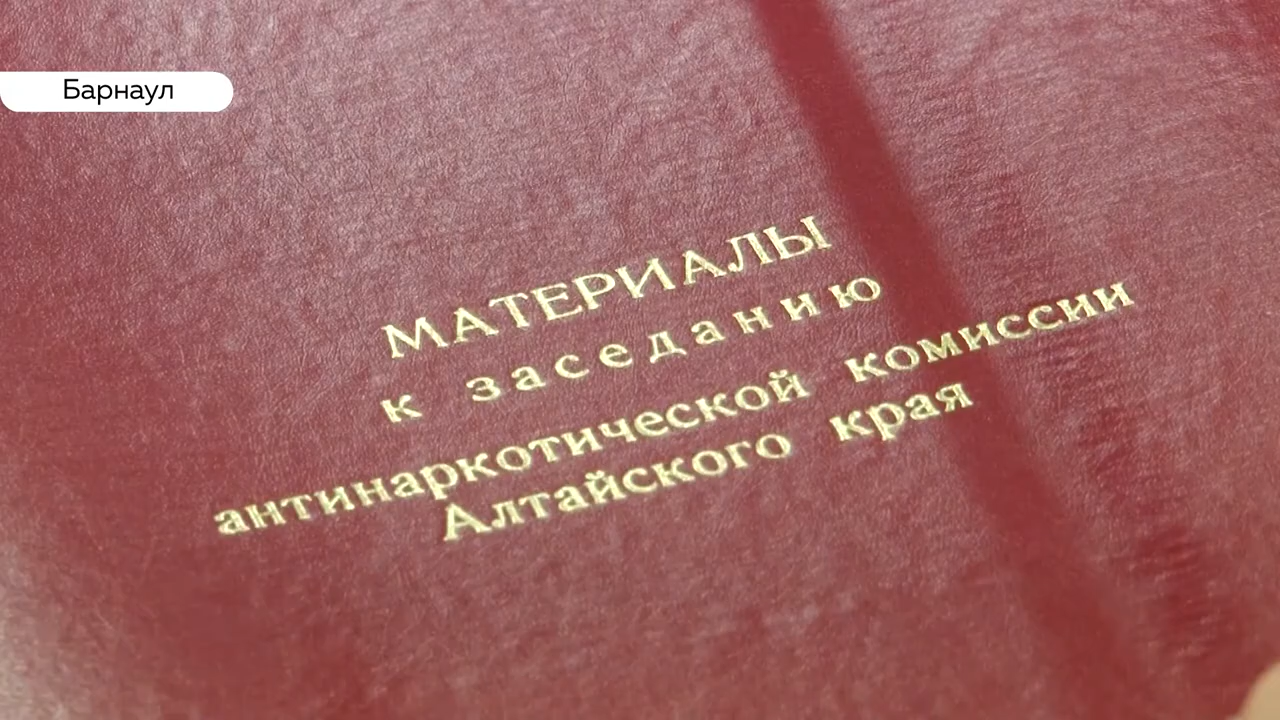 Барнаул
МАТЕРИАЛЫ
к заседанию
антинаркотической комиссии
Алтайского края